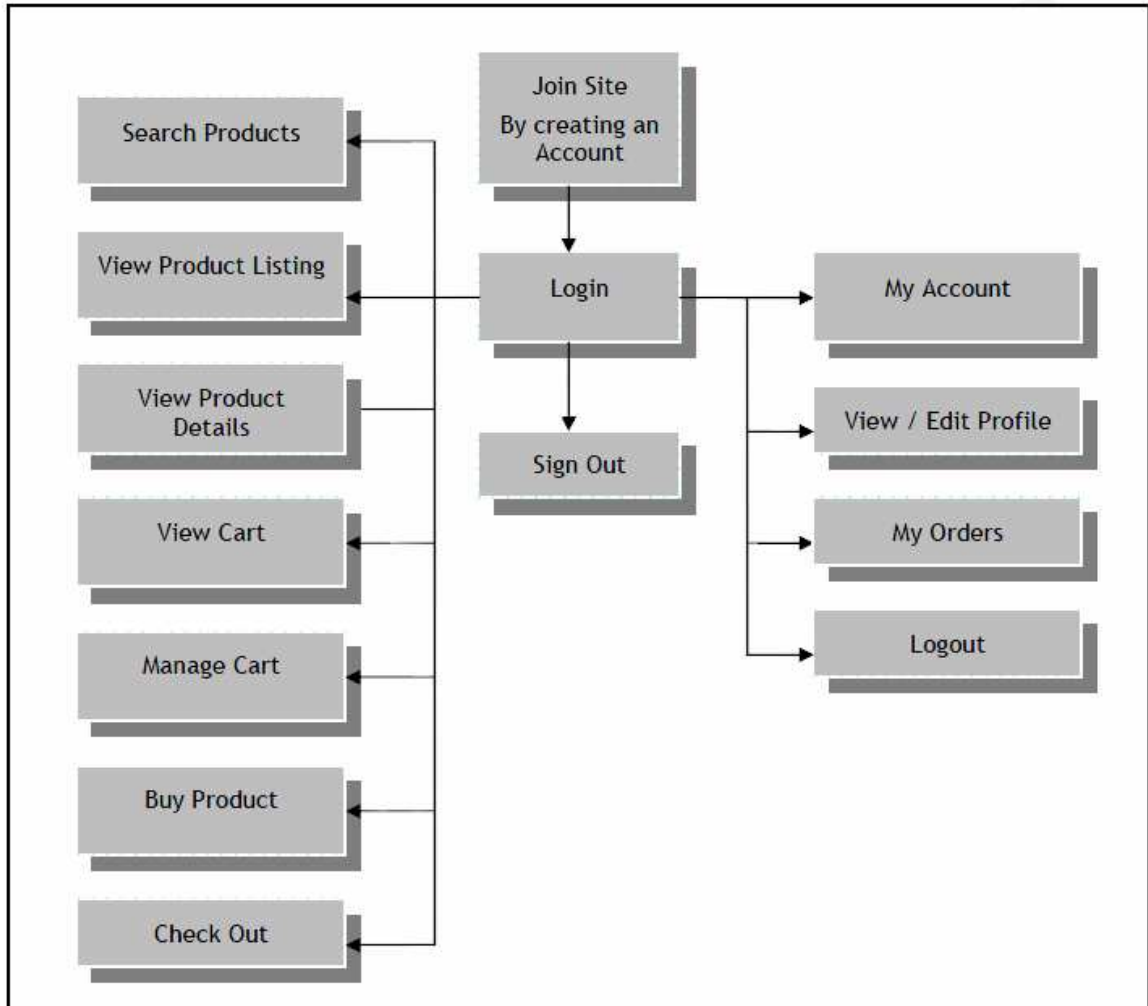 Join Site
By creating an
Account
Search Products
View Product Listing
Login
My Account
View Product
Details
View / Edit Profile
Sign Out
View Cart
My Orders
Manage Cart
Logout
Buy Product
Check Out